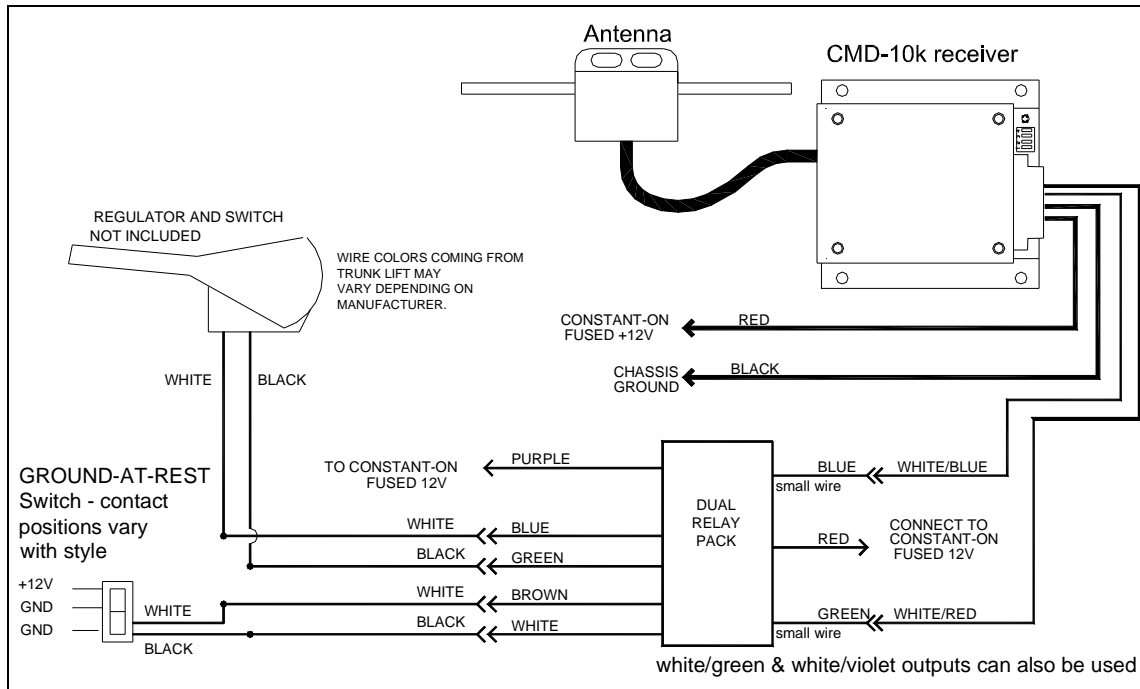 Antenna
CMD-10k receiver
REGULATOR AND SWITCH
NOT INCLUDED
WIRE COLORS COMING FROM
TRUNK LIFT MAY
VARY DEPENDING ON
MANUFACTURER.
CONSTANT-ON
FUSED +12V
RED
CHASSIS
GROUND
BLACK
WHITE
BLACK
GROUND-AT-REST
Switch - contact
positions vary
with style
TO CONSTANT-ON
FUSED 12V
PURPLE
WHITE
BLUE
BLACK
GREEN
WHITE
BROWN
BLACK
WHITE
DUAL
RELAY
PACK
BLUE
small wire
WHITE/BLUE
RED
CONNECT TO
CONSTANT-ON
FUSED 12V
GREEN
small wire
WHITE/RED
+12V
GND
GND
WHITE
BLACK
white/green & white/violet outputs can also be used